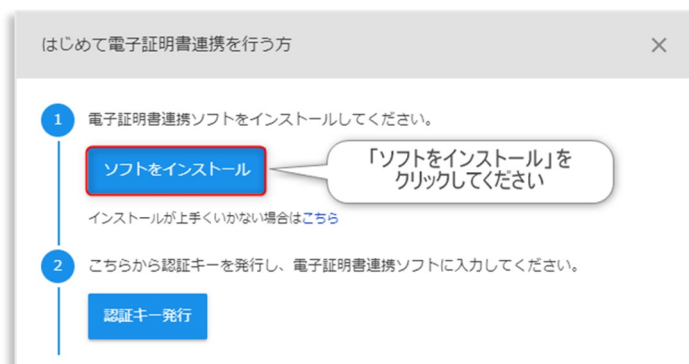 はじめて電子証明書連携を行う方
1 電子証明書連携ソフトをインストールしてください。
ソフトをインストール
「ソフトをインストール」を
クリックしてください
インストールが上手くいかない場合はこちら
2 こちらから認証キーを発行し、電子証明書連携ソフトに入力してください。
認証キー発行